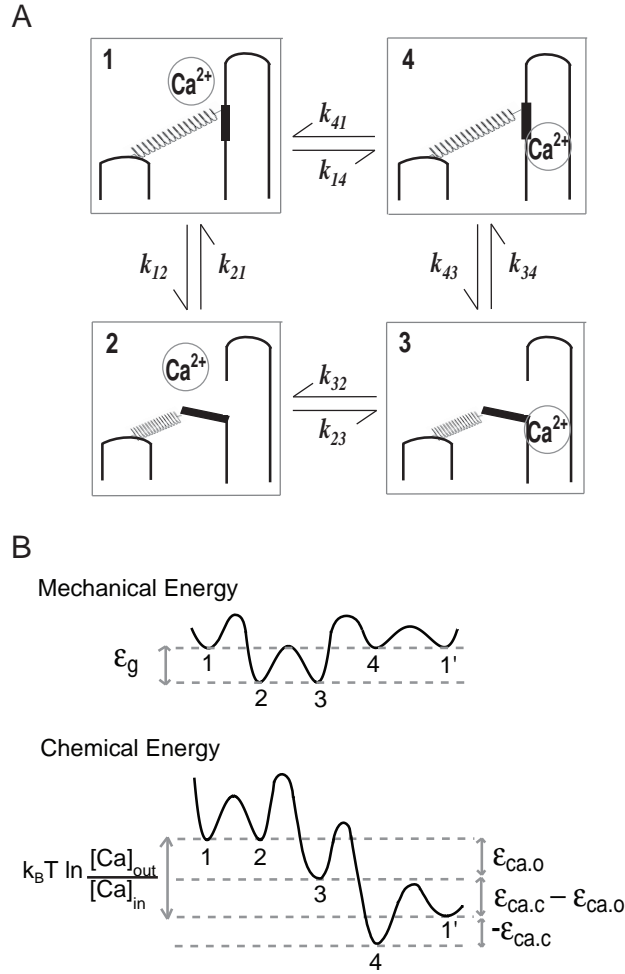 A
1
Ca2+
k41
k14
4
Ca2+
k12
k21
k43
k34
2
Ca2+
k32
k23
3
Ca2+
B
Mechanical Energy
εg
1
2
3
4
1'
Chemical Energy
kBT ln [Ca]out
[Ca]in
1
2
3
4
1'
εca.o
εca.c – εca.o
-εca.c